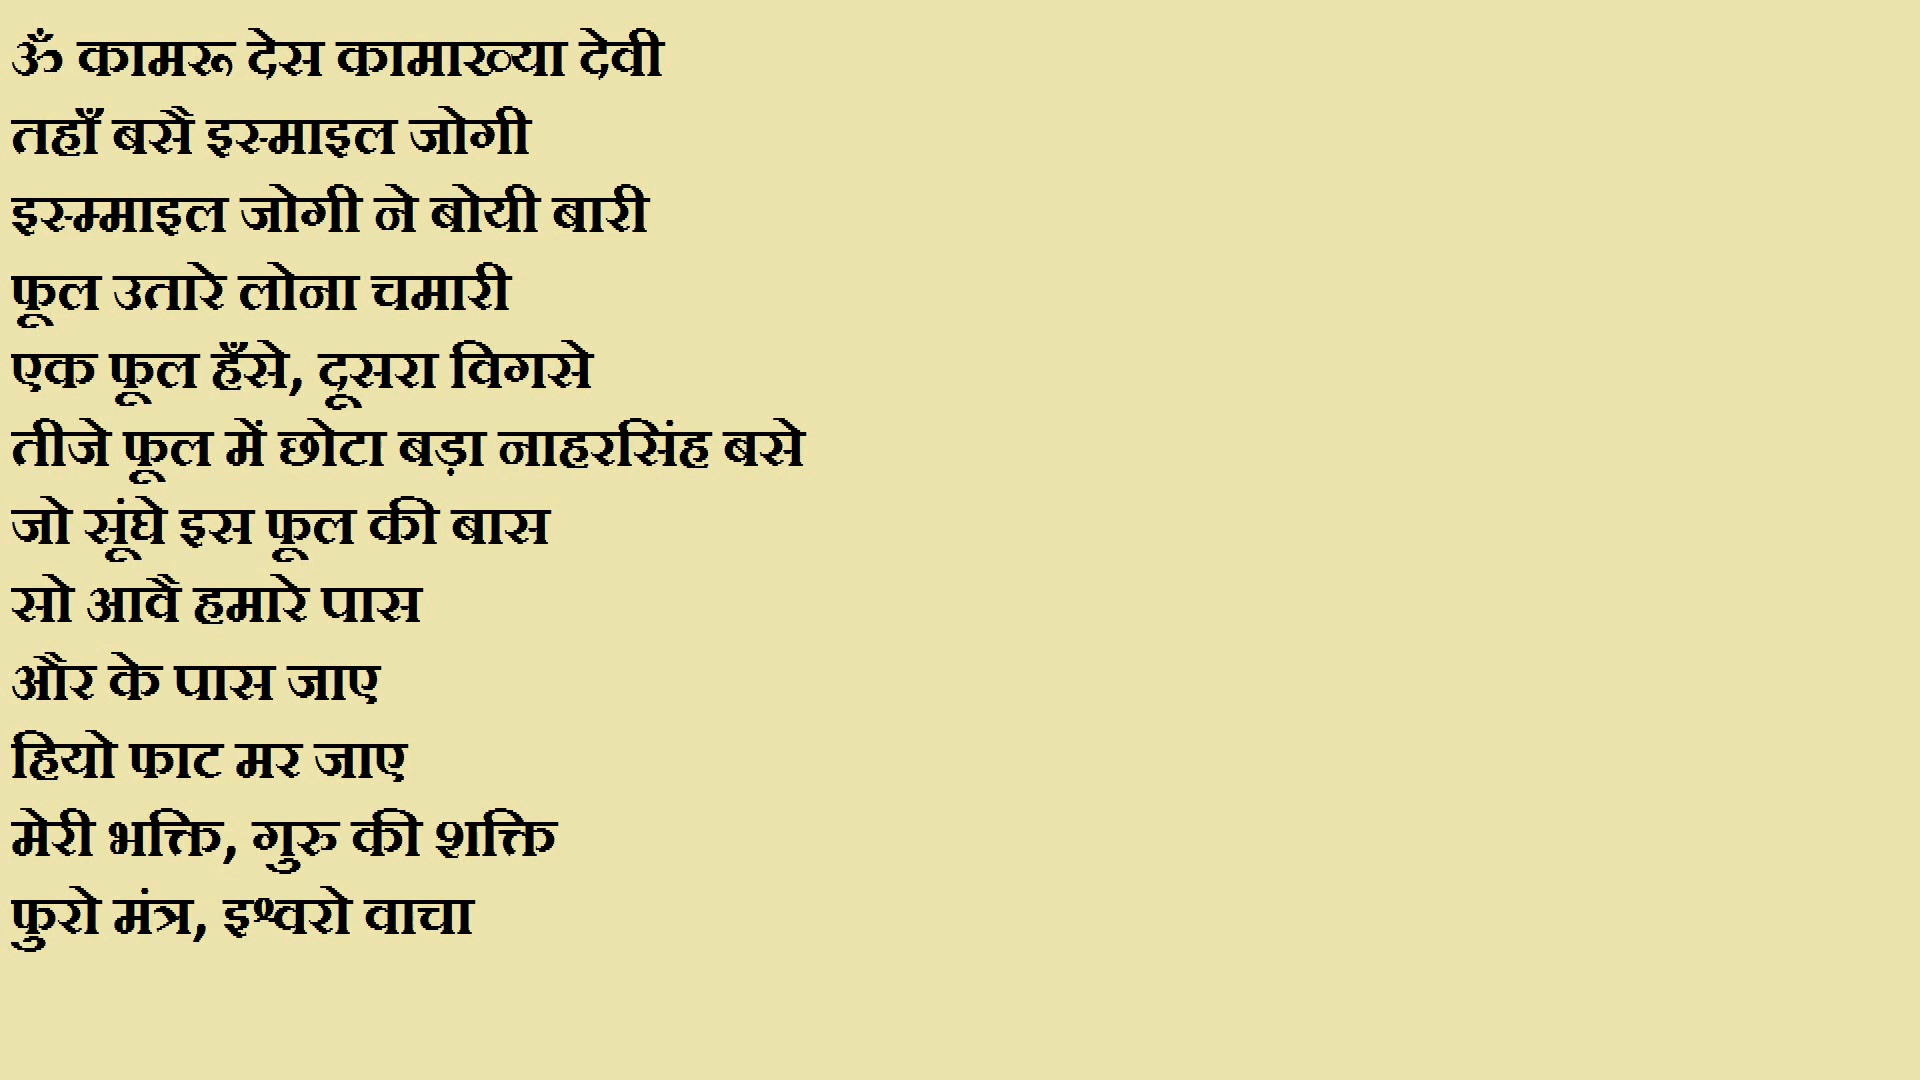 ॐ कामरू देस कामाख्या देवी
तहाँ बसै इस्माइल जोगी
इस्म्माइल जोगी ने बोयी बारी
फूल उतारे लोना चमारी
एक फूल हँसे, दूसरा विगसे
तीजे फूल में छोटा बड़ा नाहरसिंह बसे
जो सूंघे इस फूल की बास
सो आवै हमारे पास
और के पास जाए
हियो फाट मर जाए
मेरी भक्ति, गुरु की शक्ति
फुरो मंत्र, इश्वरो वाचा